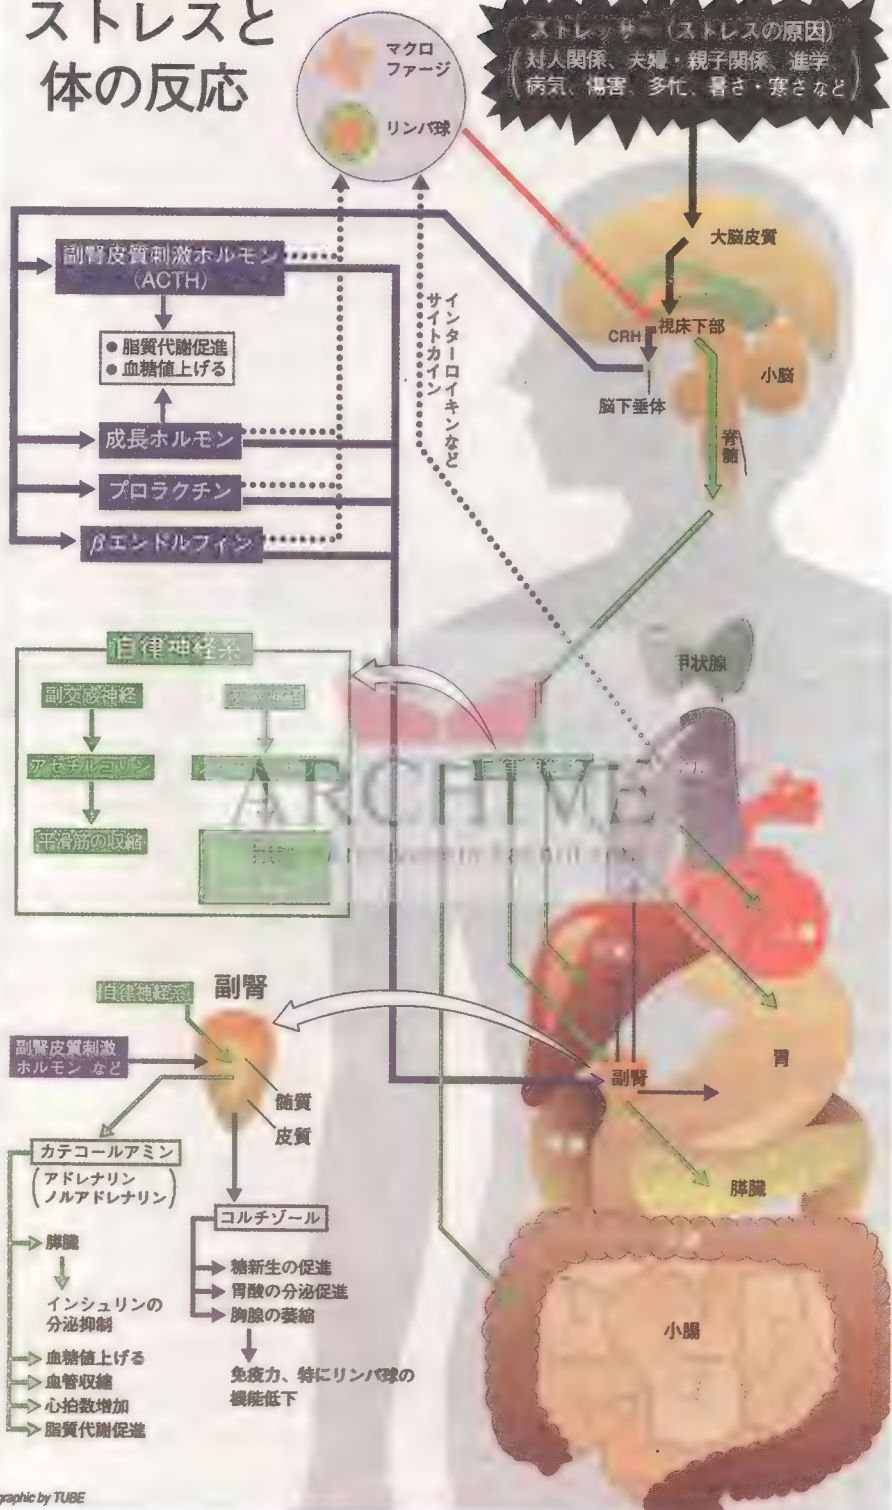 ストレスと
体の反応
マクロ
ファージ
リンパ球
ストレッサー（ストレスの原因）
（対人関係、夫婦・親子関係、進学
病気、傷害、多忙、暑さ・寒さなど）
大脳皮質
視床下部
CRH
小脳
脳下垂体
脊髄
副腎皮質刺激ホルモン
（ACTH）
● 脂質代謝促進
● 血糖値上げる
成長ホルモン
プロラクチン
βエンドルフィン
インターロイキンなど
サイトカイン
甲状腺
自律神経系
副交感神経
アセチルコリン
平滑筋の収縮
ARCHIVE
自律神経系
副腎
副腎皮質刺激
ホルモン など
髄質
皮質
カテコールアミン
（アドレナリン
ノルアドレナリン）
膵臓
インシュリンの
分泌抑制
血糖値上げる
血管収縮
心拍数増加
脂質代謝促進
コルチゾール
糖新生の促進
胃酸の分泌促進
胸腺の萎縮
免疫力、特にリンパ球の
機能低下
胃
副腎
膵臓
小腸
graphic by TUBE